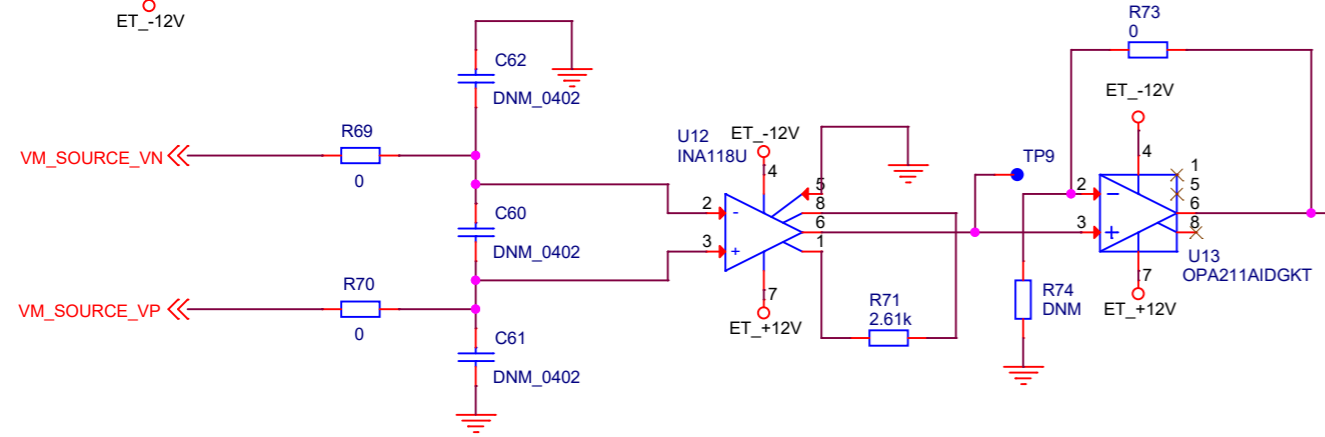 ET_-12V
C62
DNM_0402
R69
0
VM_SOURCE_VN
C60
DNM_0402
R70
0
VM_SOURCE_VP
C61
DNM_0402
U12
INA118U
ET_-12V
4
5
8
6
1
2
-
3
+
7
ET_+12V
R71
2.61k
TP9
R73
0
ET_-12V
4
1
5
2
-
3
+
6
8
7
U13
OPA211AIDGKT
ET_+12V
R74
DNM